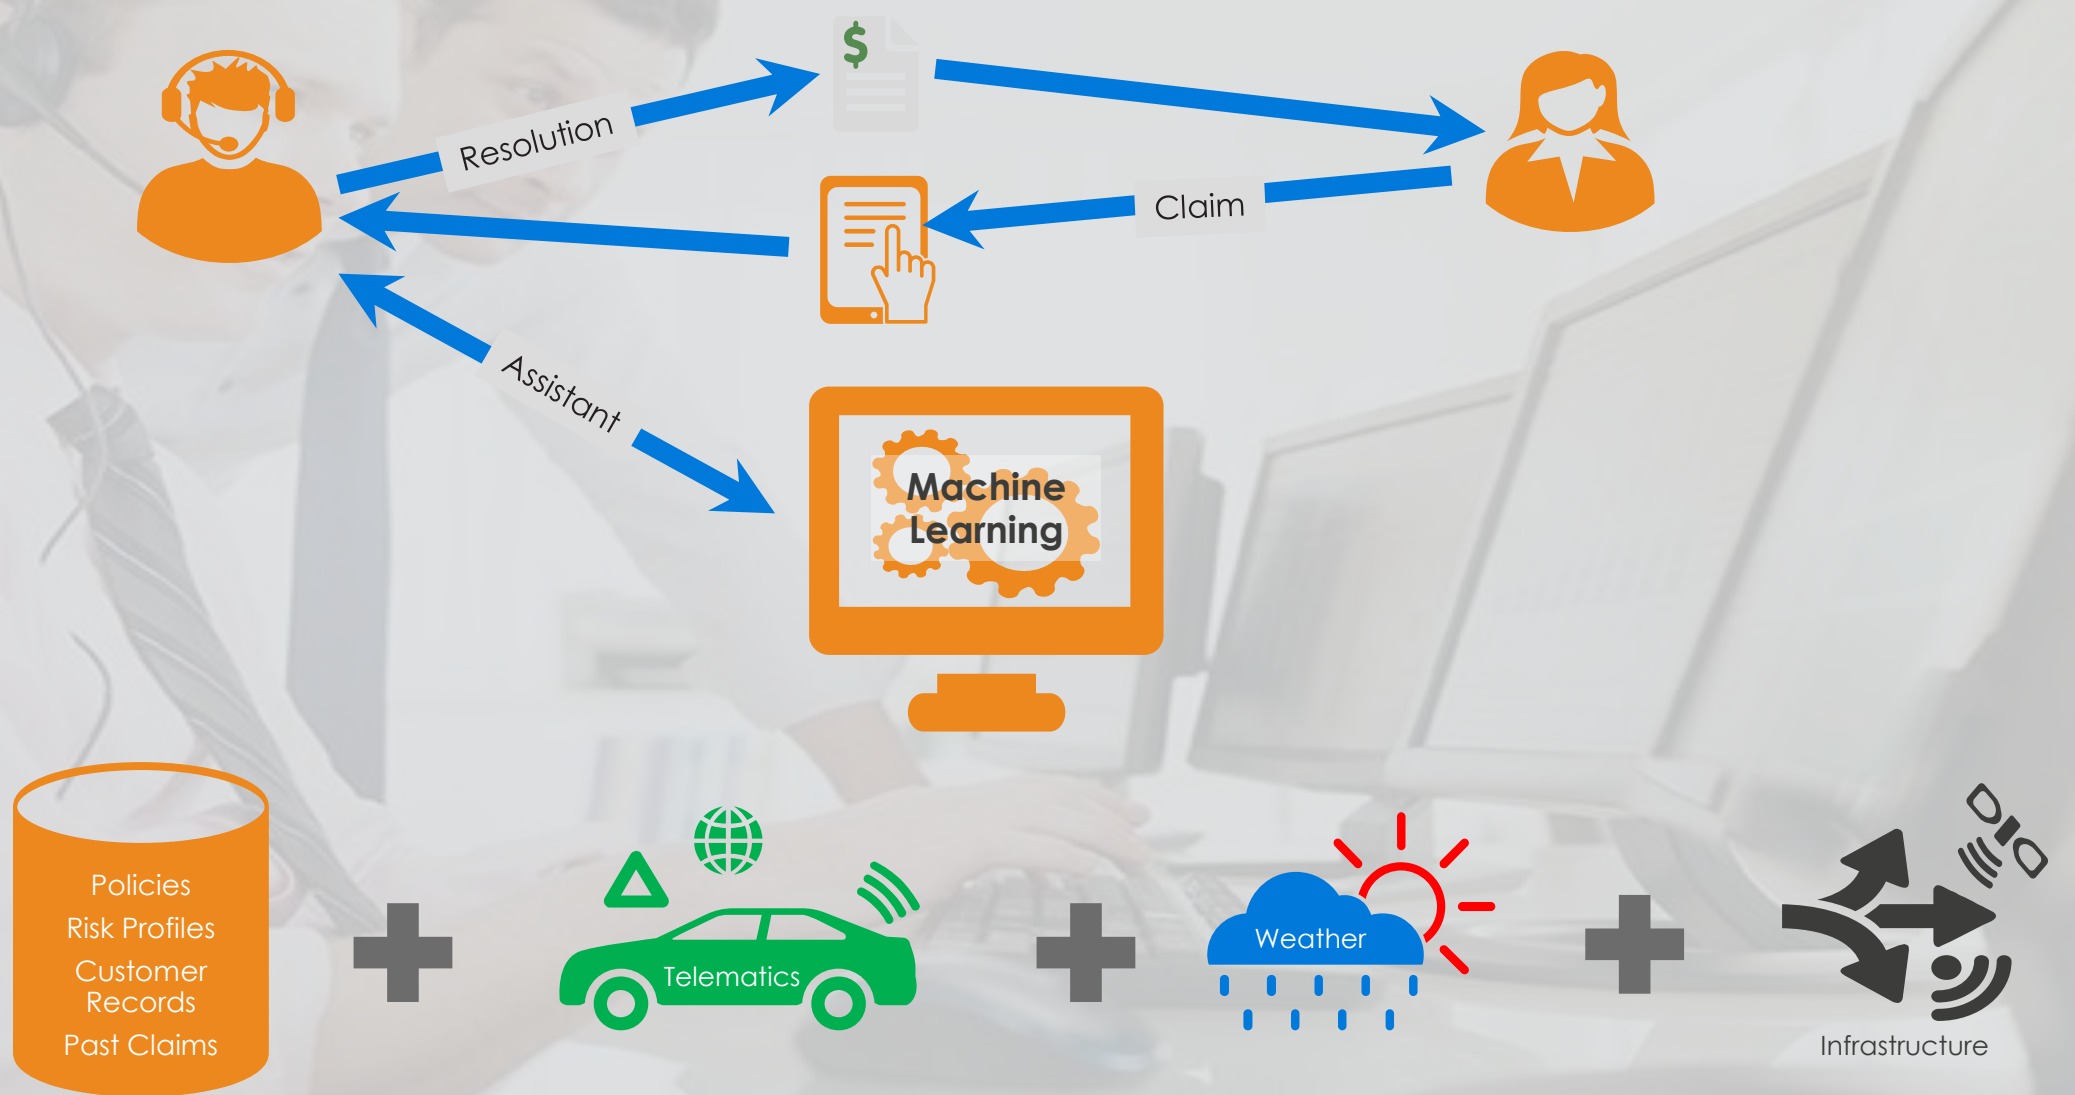 $
Resolution
Claim
Assistant
Machine
Learning
Policies
Risk Profiles
Customer
Records
Past Claims
Telematics
Weather
Infrastructure